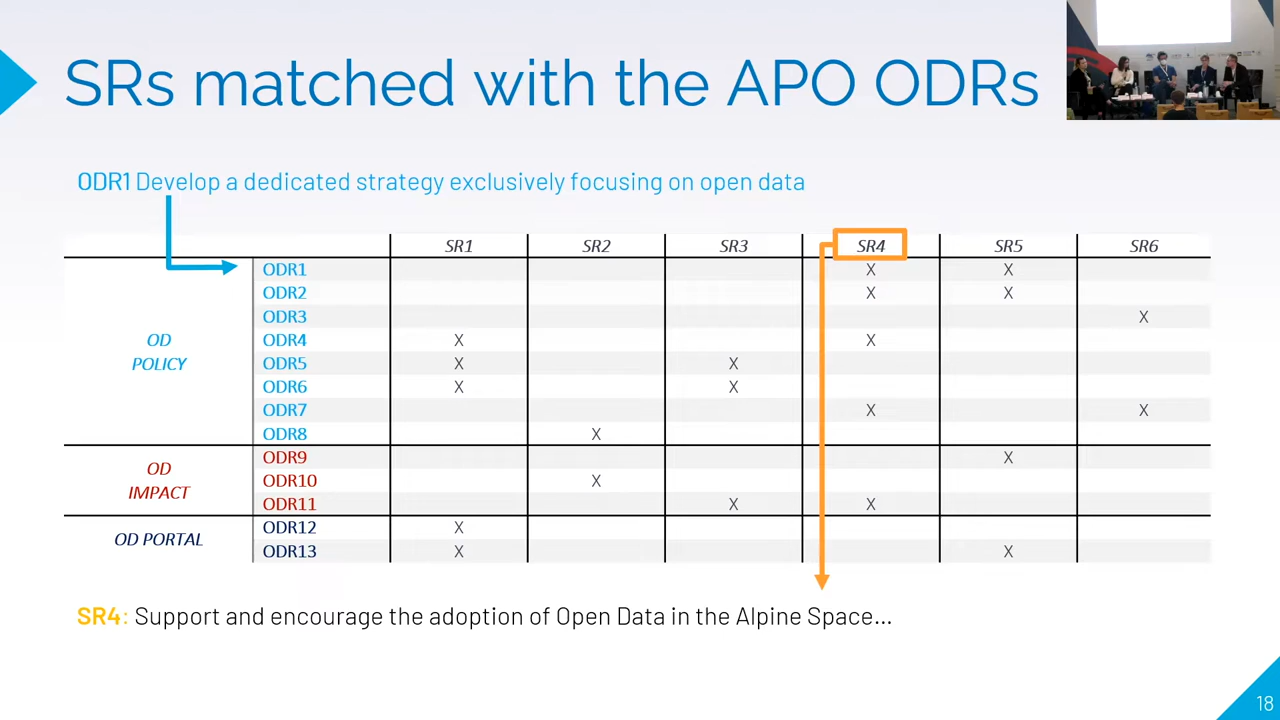 SRs matched with the APO ODRs
ODR1 Develop a dedicated strategy exclusively focusing on open data
SR1 SR2 SR3 SR4 SR5 SR6
OD
POLICY
ODR1 X X
ODR2 X X
ODR3 X
ODR4 X X
ODR5 X X
ODR6 X X
ODR7 X X
ODR8 X
OD
IMPACT
ODR9 X
ODR10 X
ODR11 X X
OD PORTAL
ODR12 X
ODR13 X X
SR4: Support and encourage the adoption of Open Data in the Alpine Space...
18